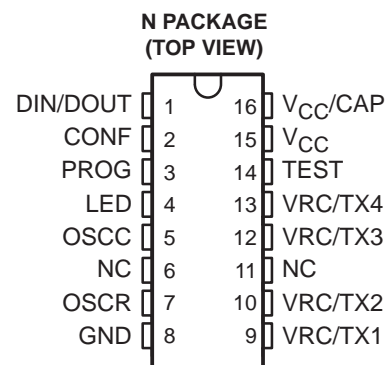 N PACKAGE
(TOP VIEW)
DIN/DOUT 1 16 VCC/CAP
CONF 2 15 VCC
PROG 3 14 TEST
LED 4 13 VRC/TX4
OSCC 5 12 VRC/TX3
NC 6 11 NC
OSCR 7 10 VRC/TX2
GND 8 9 VRC/TX1